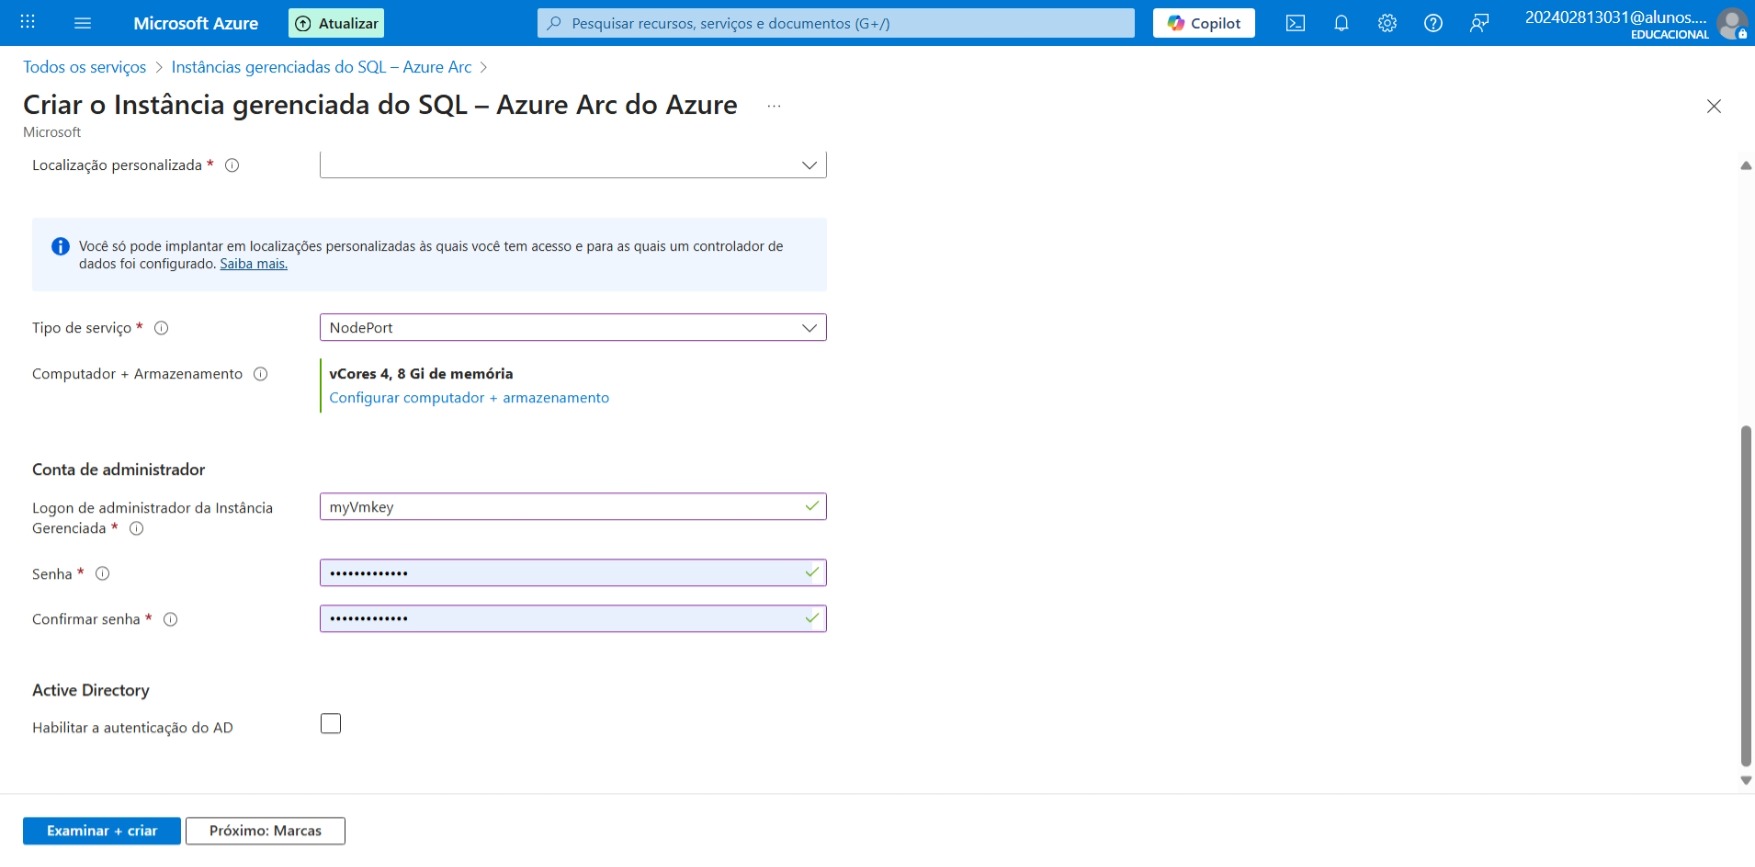 Microsoft Azure
Atualizar
Pesquisar recursos, serviços e documentos (G+/)
Copilot
202402813031@alunos....
EDUCACIONAL
Todos os serviços > Instâncias gerenciadas do SQL – Azure Arc >
Criar o Instância gerenciada do SQL – Azure Arc do Azure ...
Microsoft
Localização personalizada *
Você só pode implantar em localizações personalizadas às quais você tem acesso e para as quais um controlador de
dados foi configurado. Saiba mais.
Tipo de serviço *
NodePort
Computador + Armazenamento
vCores 4, 8 Gi de memória
Configurar computador + armazenamento
Conta de administrador
Logon de administrador da Instância
Gerenciada *
myVmkey
Senha *
•••••••••••••
Confirmar senha *
•••••••••••••
Active Directory
Habilitar a autenticação do AD
Examinar + criar
Próximo: Marcas